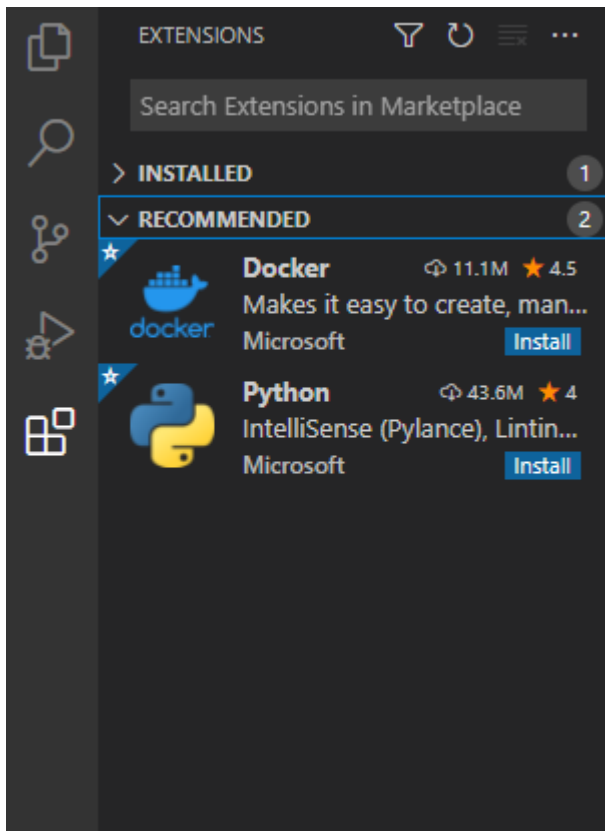 EXTENSIONS
Search Extensions in Marketplace
INSTALLED 1
RECOMMENDED 2
Docker 11.1M 4.5
Makes it easy to create, man...
docker
Microsoft Install
Python 43.6M 4
IntelliSense (Pylance), Lintin...
Microsoft Install